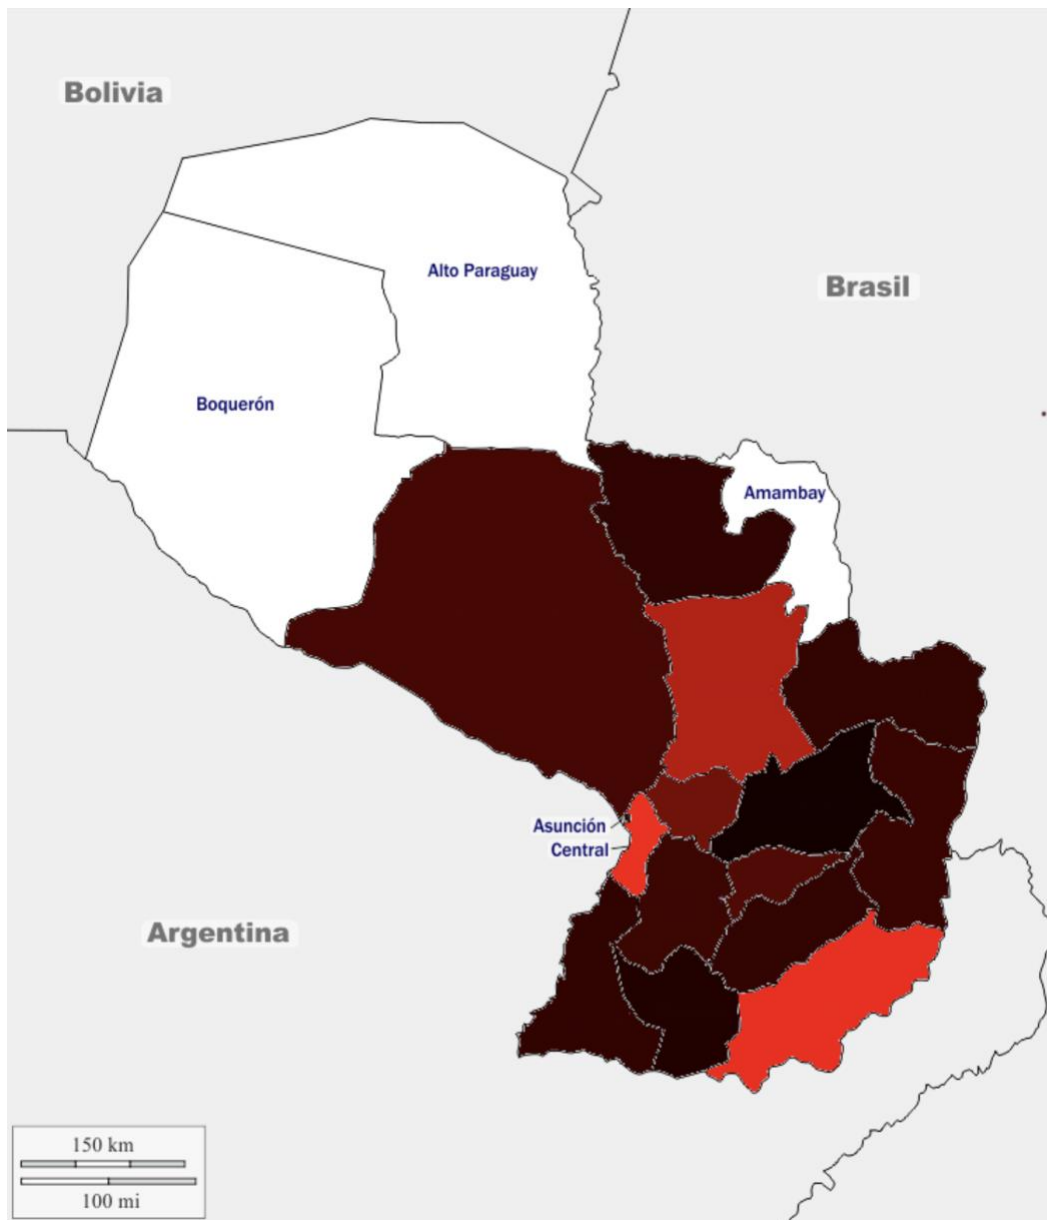 Bolivia
Alto Paraguay
Brasil
Boquerón
Amambay
Asunción
Central
Argentina
150 km
100 mi